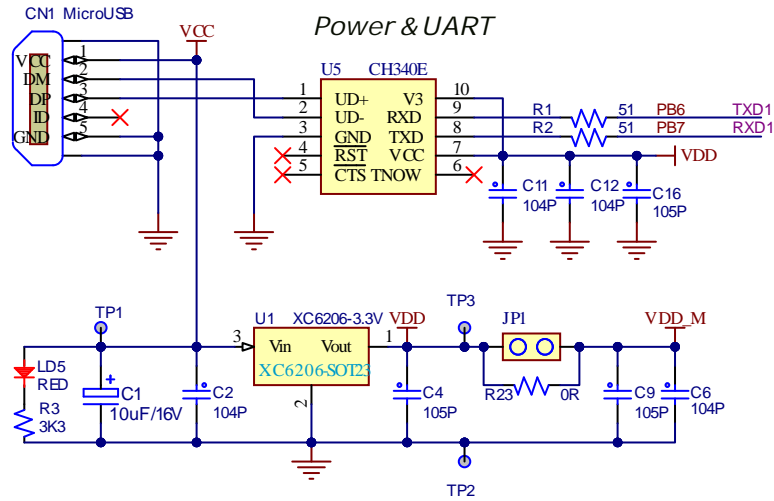 CN1 MicroUSB
VCC
Power & UART
VCC 1
DM 2
DP 3
ID 4
GND 5
U5 CH340E
1 UD+ V3 10
2 UD- RXD 9
3 GND TXD 8
4 RST VCC 7
5 CTS TNOW 6
R1 51 PB6 TXD1
R2 51 PB7 RXD1
VDD
C11 104P
C12 104P
C16 105P
TP1
U1 XC6206-3.3V
VDD
TP3
JP1
VDD_M
3 Vin Vout 1
XC6206-SOT23
2
LD5 RED
R3 3K3
C1 10uF/16V
C2 104P
C4 105P
R23 0R
C9 105P
C6 104P
TP2